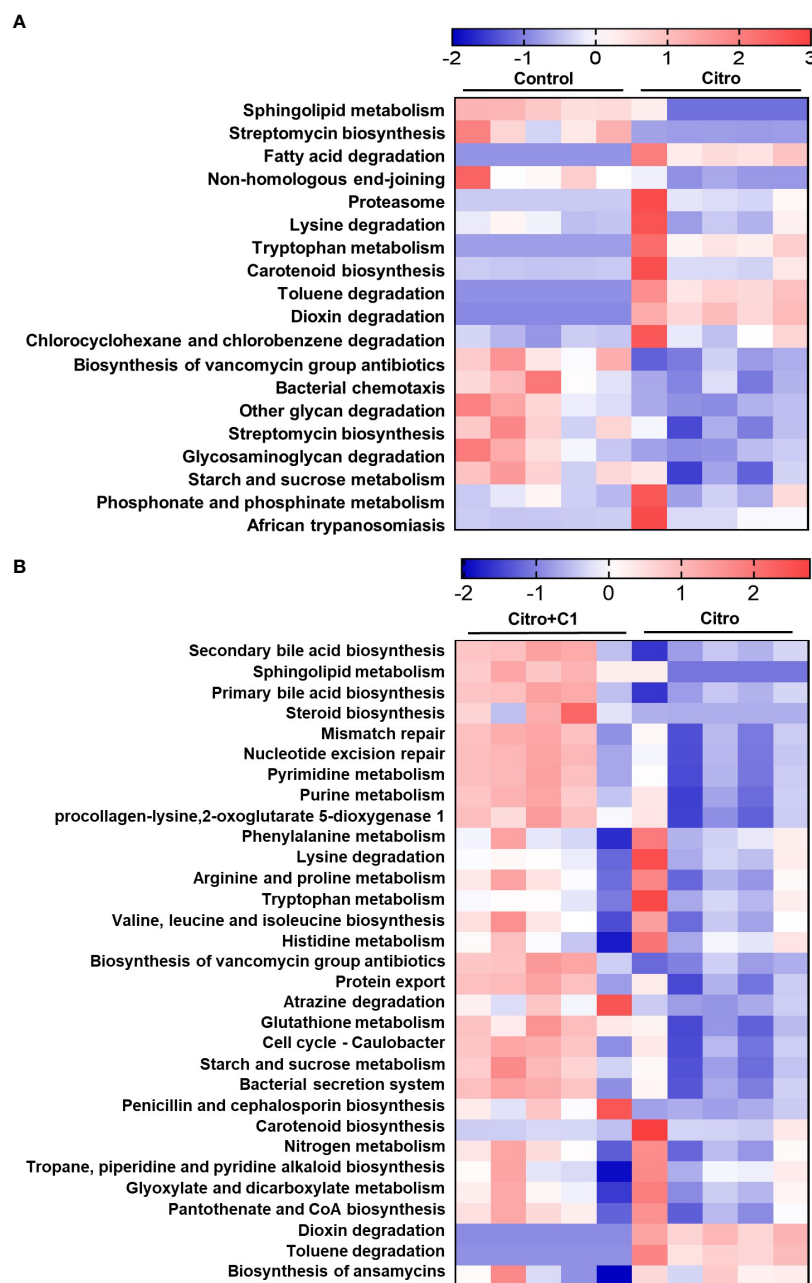 A
-2 -1 0 1 2 3
Control Citro
Sphingolipid metabolism
Streptomycin biosynthesis
Fatty acid degradation
Non-homologous end-joining
Proteasome
Lysine degradation
Tryptophan metabolism
Carotenoid biosynthesis
Toluene degradation
Dioxin degradation
Chlorocyclohexane and chlorobenzene degradation
Biosynthesis of vancomycin group antibiotics
Bacterial chemotaxis
Other glycan degradation
Streptomycin biosynthesis
Glycosaminoglycan degradation
Starch and sucrose metabolism
Phosphonate and phosphinate metabolism
African trypanosomiasis
B
-2 -1 0 1 2
Citro+C1 Citro
Secondary bile acid biosynthesis
Sphingolipid metabolism
Primary bile acid biosynthesis
Steroid biosynthesis
Mismatch repair
Nucleotide excision repair
Pyrimidine metabolism
Purine metabolism
procollagen-lysine,2-oxoglutarate 5-dioxygenase 1
Phenylalanine metabolism
Lysine degradation
Arginine and proline metabolism
Tryptophan metabolism
Valine, leucine and isoleucine biosynthesis
Histidine metabolism
Biosynthesis of vancomycin group antibiotics
Protein export
Atrazine degradation
Glutathione metabolism
Cell cycle - Caulobacter
Starch and sucrose metabolism
Bacterial secretion system
Penicillin and cephalosporin biosynthesis
Carotenoid biosynthesis
Nitrogen metabolism
Tropane, piperidine and pyridine alkaloid biosynthesis
Glyoxylate and dicarboxylate metabolism
Pantothenate and CoA biosynthesis
Dioxin degradation
Toluene degradation
Biosynthesis of ansamycins